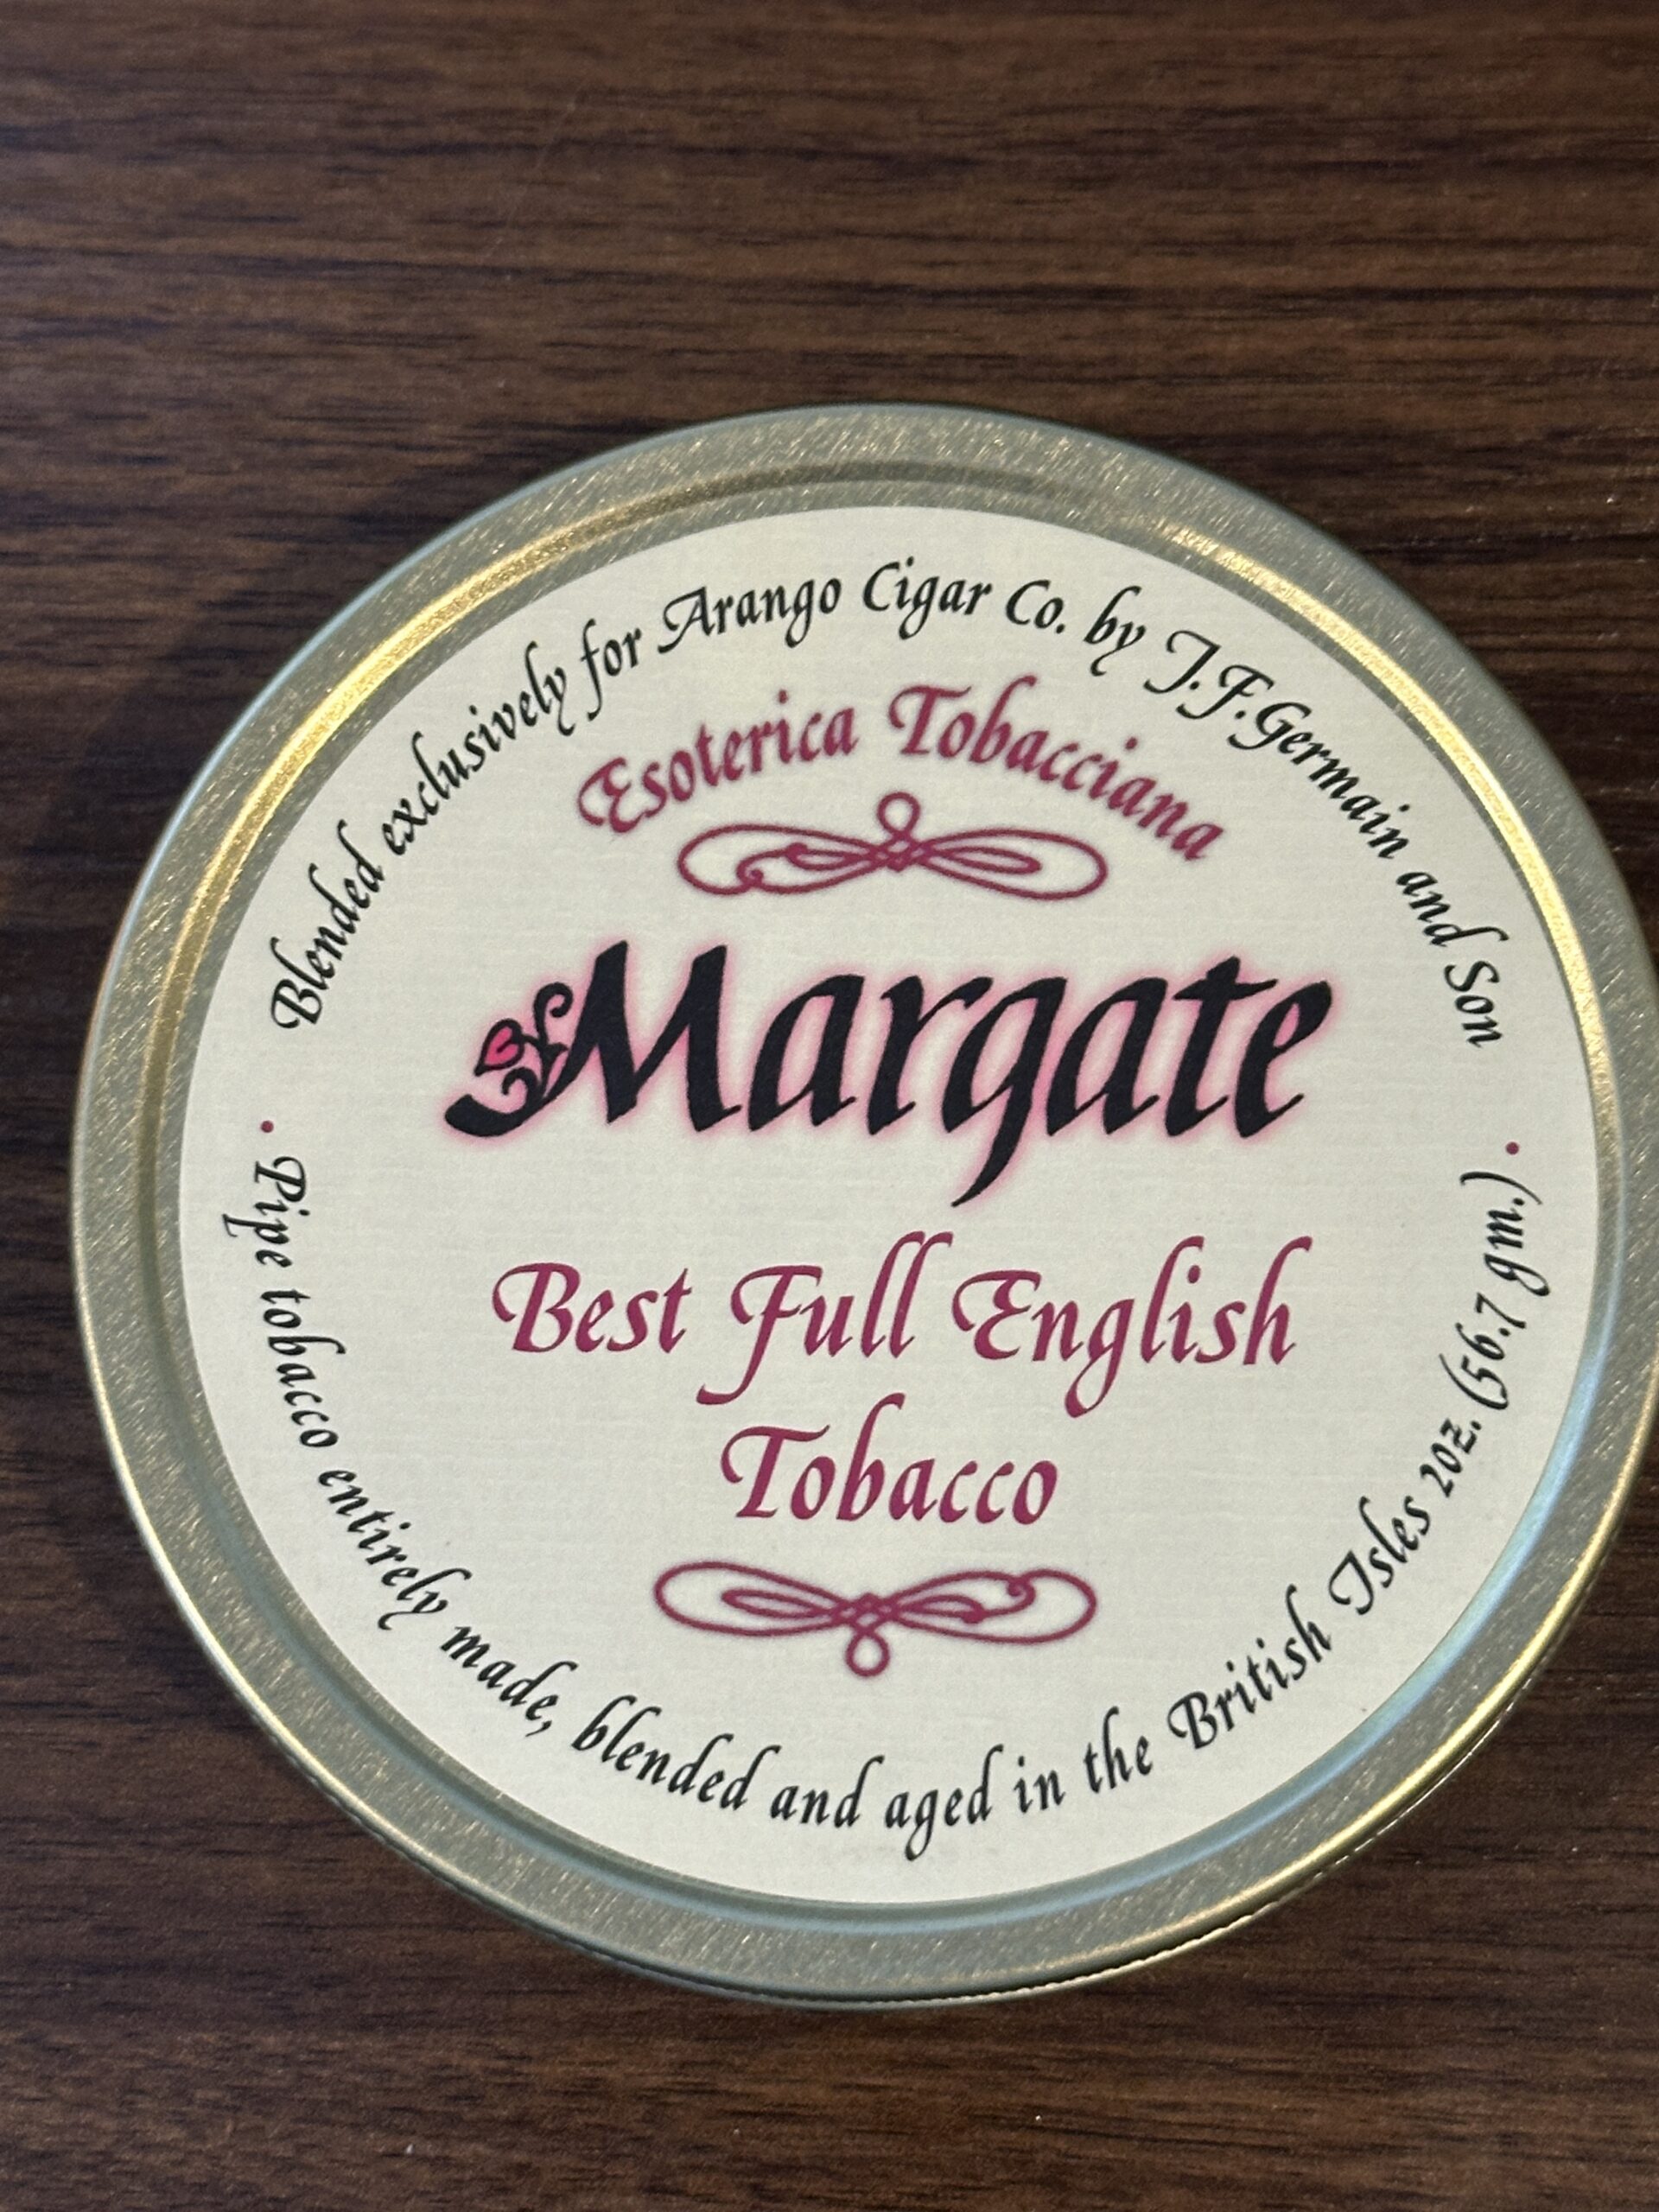 Blended exclusively for Arango Cigar Co. by J.F.Germain and Son
Esoterica Tobacciana
Margate
Best Full English
Tobacco
• Pipe tobacco entirely made, blended and aged in the British Isles 2oz. (56.7 gm.) •